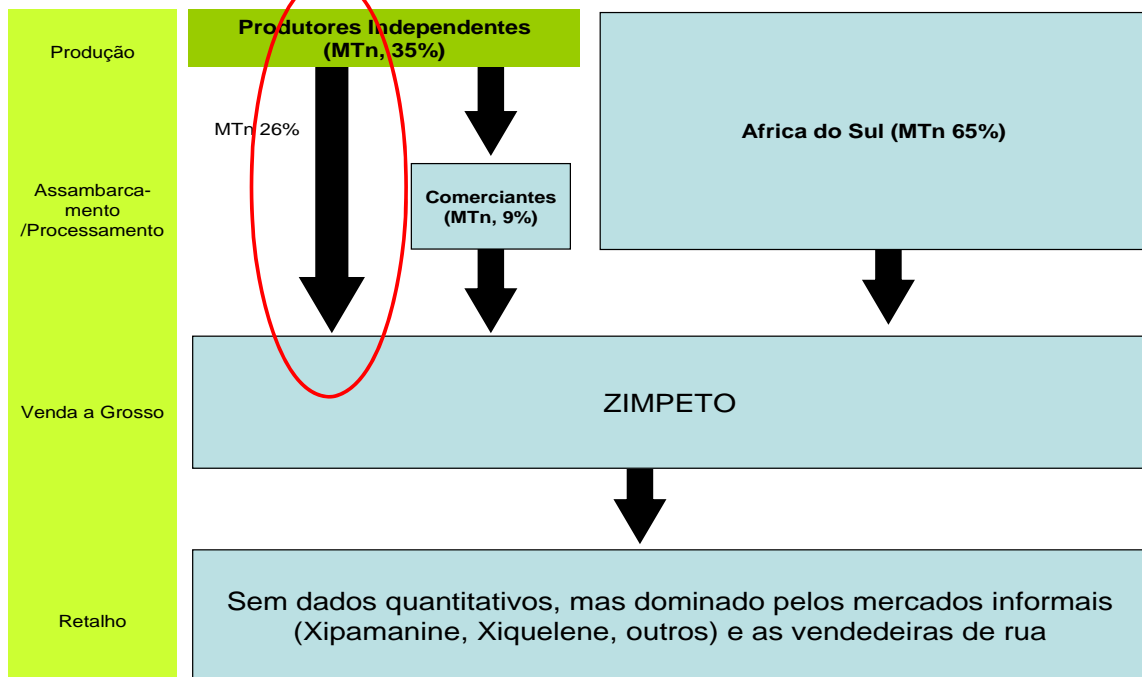 Produção
Produtores Independentes
(MTn, 35%)
MTn 26%
Africa do Sul (MTn 65%)
Assambarca-
mento
/Processamento
Comerciantes
(MTn, 9%)
Venda a Grosso
ZIMPETO
Retalho
Sem dados quantitativos, mas dominado pelos mercados informais
(Xipamanine, Xiquelene, outros) e as vendedeiras de rua